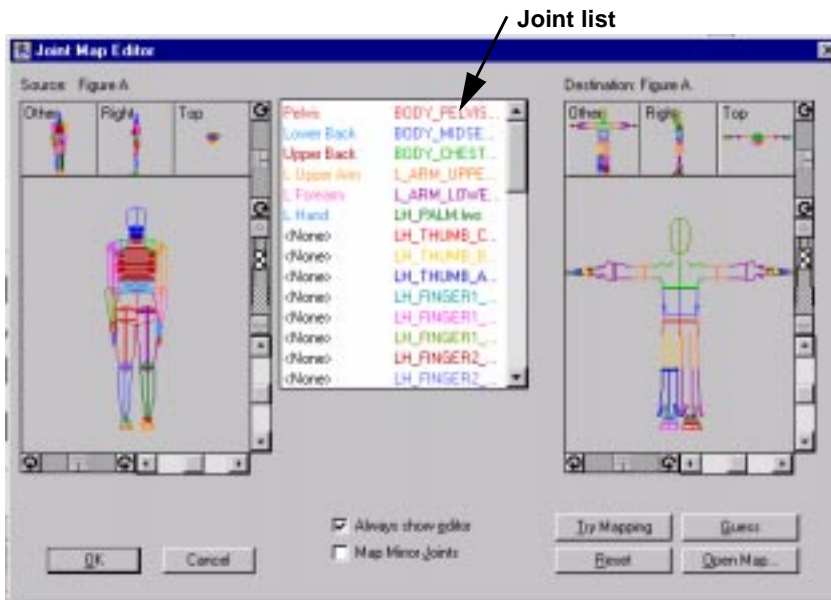 Joint list
Joint Map Editor
Source: Figure A
Destination: Figure A
Other Right Top
Pelvis BODY_PELVIS...
Lower Back BODY_MIDSE...
Upper Back BODY_CHEST...
L Upper Arm L_ARM_UPPE...
L Forearm L_ARM_LOWE...
L Hand LH_PALM.lwo
<None> LH_THUMB_C...
<None> LH_THUMB_B...
<None> LH_THUMB_A...
<None> LH_FINGER1_...
<None> LH_FINGER1_...
<None> LH_FINGER1_...
<None> LH_FINGER2_...
<None> LH_FINGER2_...
Other Right Top
Always show editor
Map Mirror Joints
OK Cancel
Try Mapping Guess
Reset Open Map...